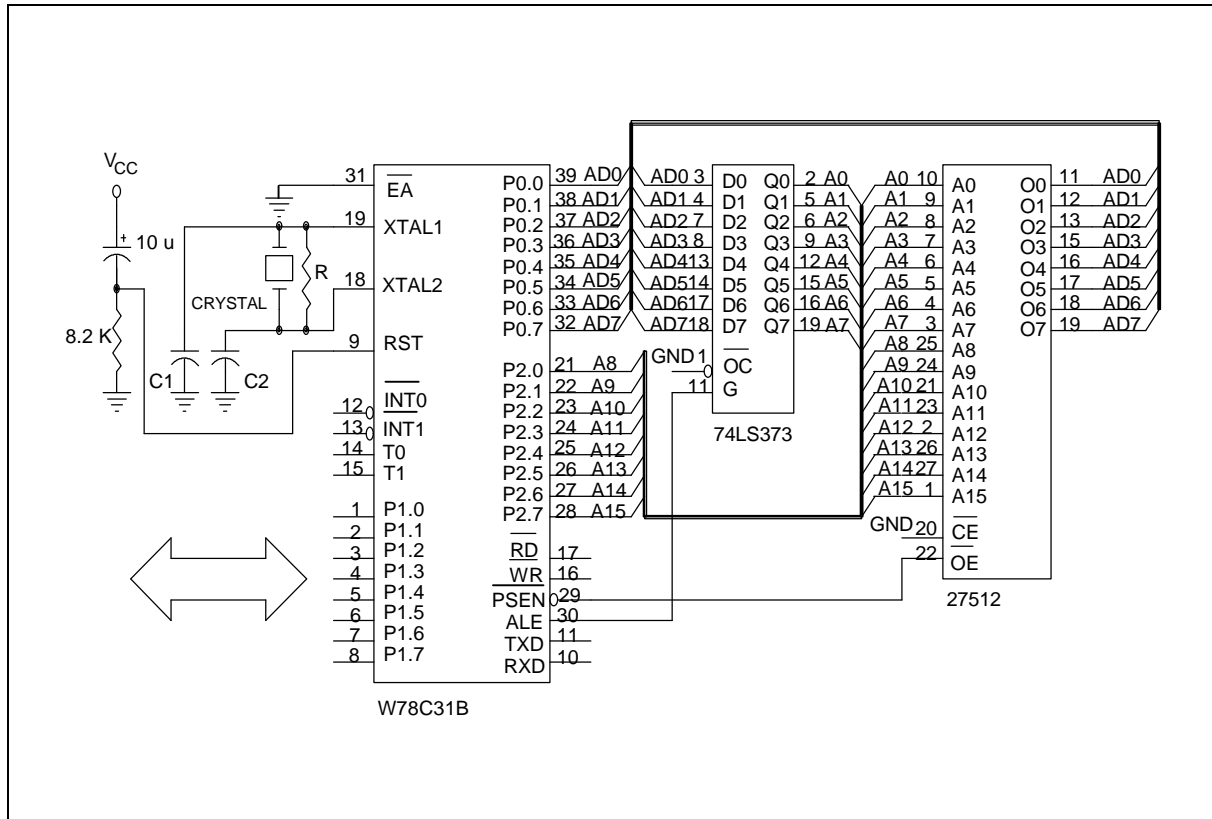 VCC
10 u
8.2 K
C1
C2
CRYSTAL
R
31 EA
19 XTAL1
18 XTAL2
9 RST
12 INT0
13 INT1
14 T0
15 T1
1 P1.0
2 P1.1
3 P1.2
4 P1.3
5 P1.4
6 P1.5
7 P1.6
8 P1.7
P0.0 39 AD0
P0.1 38 AD1
P0.2 37 AD2
P0.3 36 AD3
P0.4 35 AD4
P0.5 34 AD5
P0.6 33 AD6
P0.7 32 AD7
P2.0 21 A8
P2.1 22 A9
P2.2 23 A10
P2.3 24 A11
P2.4 25 A12
P2.5 26 A13
P2.6 27 A14
P2.7 28 A15
RD 17
WR 16
PSEN 29
ALE 30
TXD 11
RXD 10
W78C31B
AD0 3 D0 Q0 2 A0
AD1 4 D1 Q1 5 A1
AD2 7 D2 Q2 6 A2
AD3 8 D3 Q3 9 A3
AD4 13 D4 Q4 12 A4
AD5 14 D5 Q5 15 A5
AD6 17 D6 Q6 16 A6
AD7 18 D7 Q7 19 A7
GND 1 OC
11 G
74LS373
A0 10 A0 O0 11 AD0
A1 9 A1 O1 12 AD1
A2 8 A2 O2 13 AD2
A3 7 A3 O3 15 AD3
A4 6 A4 O4 16 AD4
A5 5 A5 O5 17 AD5
A6 4 A6 O6 18 AD6
A7 3 A7 O7 19 AD7
A8 25 A8
A9 24 A9
A10 21 A10
A11 23 A11
A12 2 A12
A13 26 A13
A14 27 A14
A15 1 A15
GND 20 CE
22 OE
27512